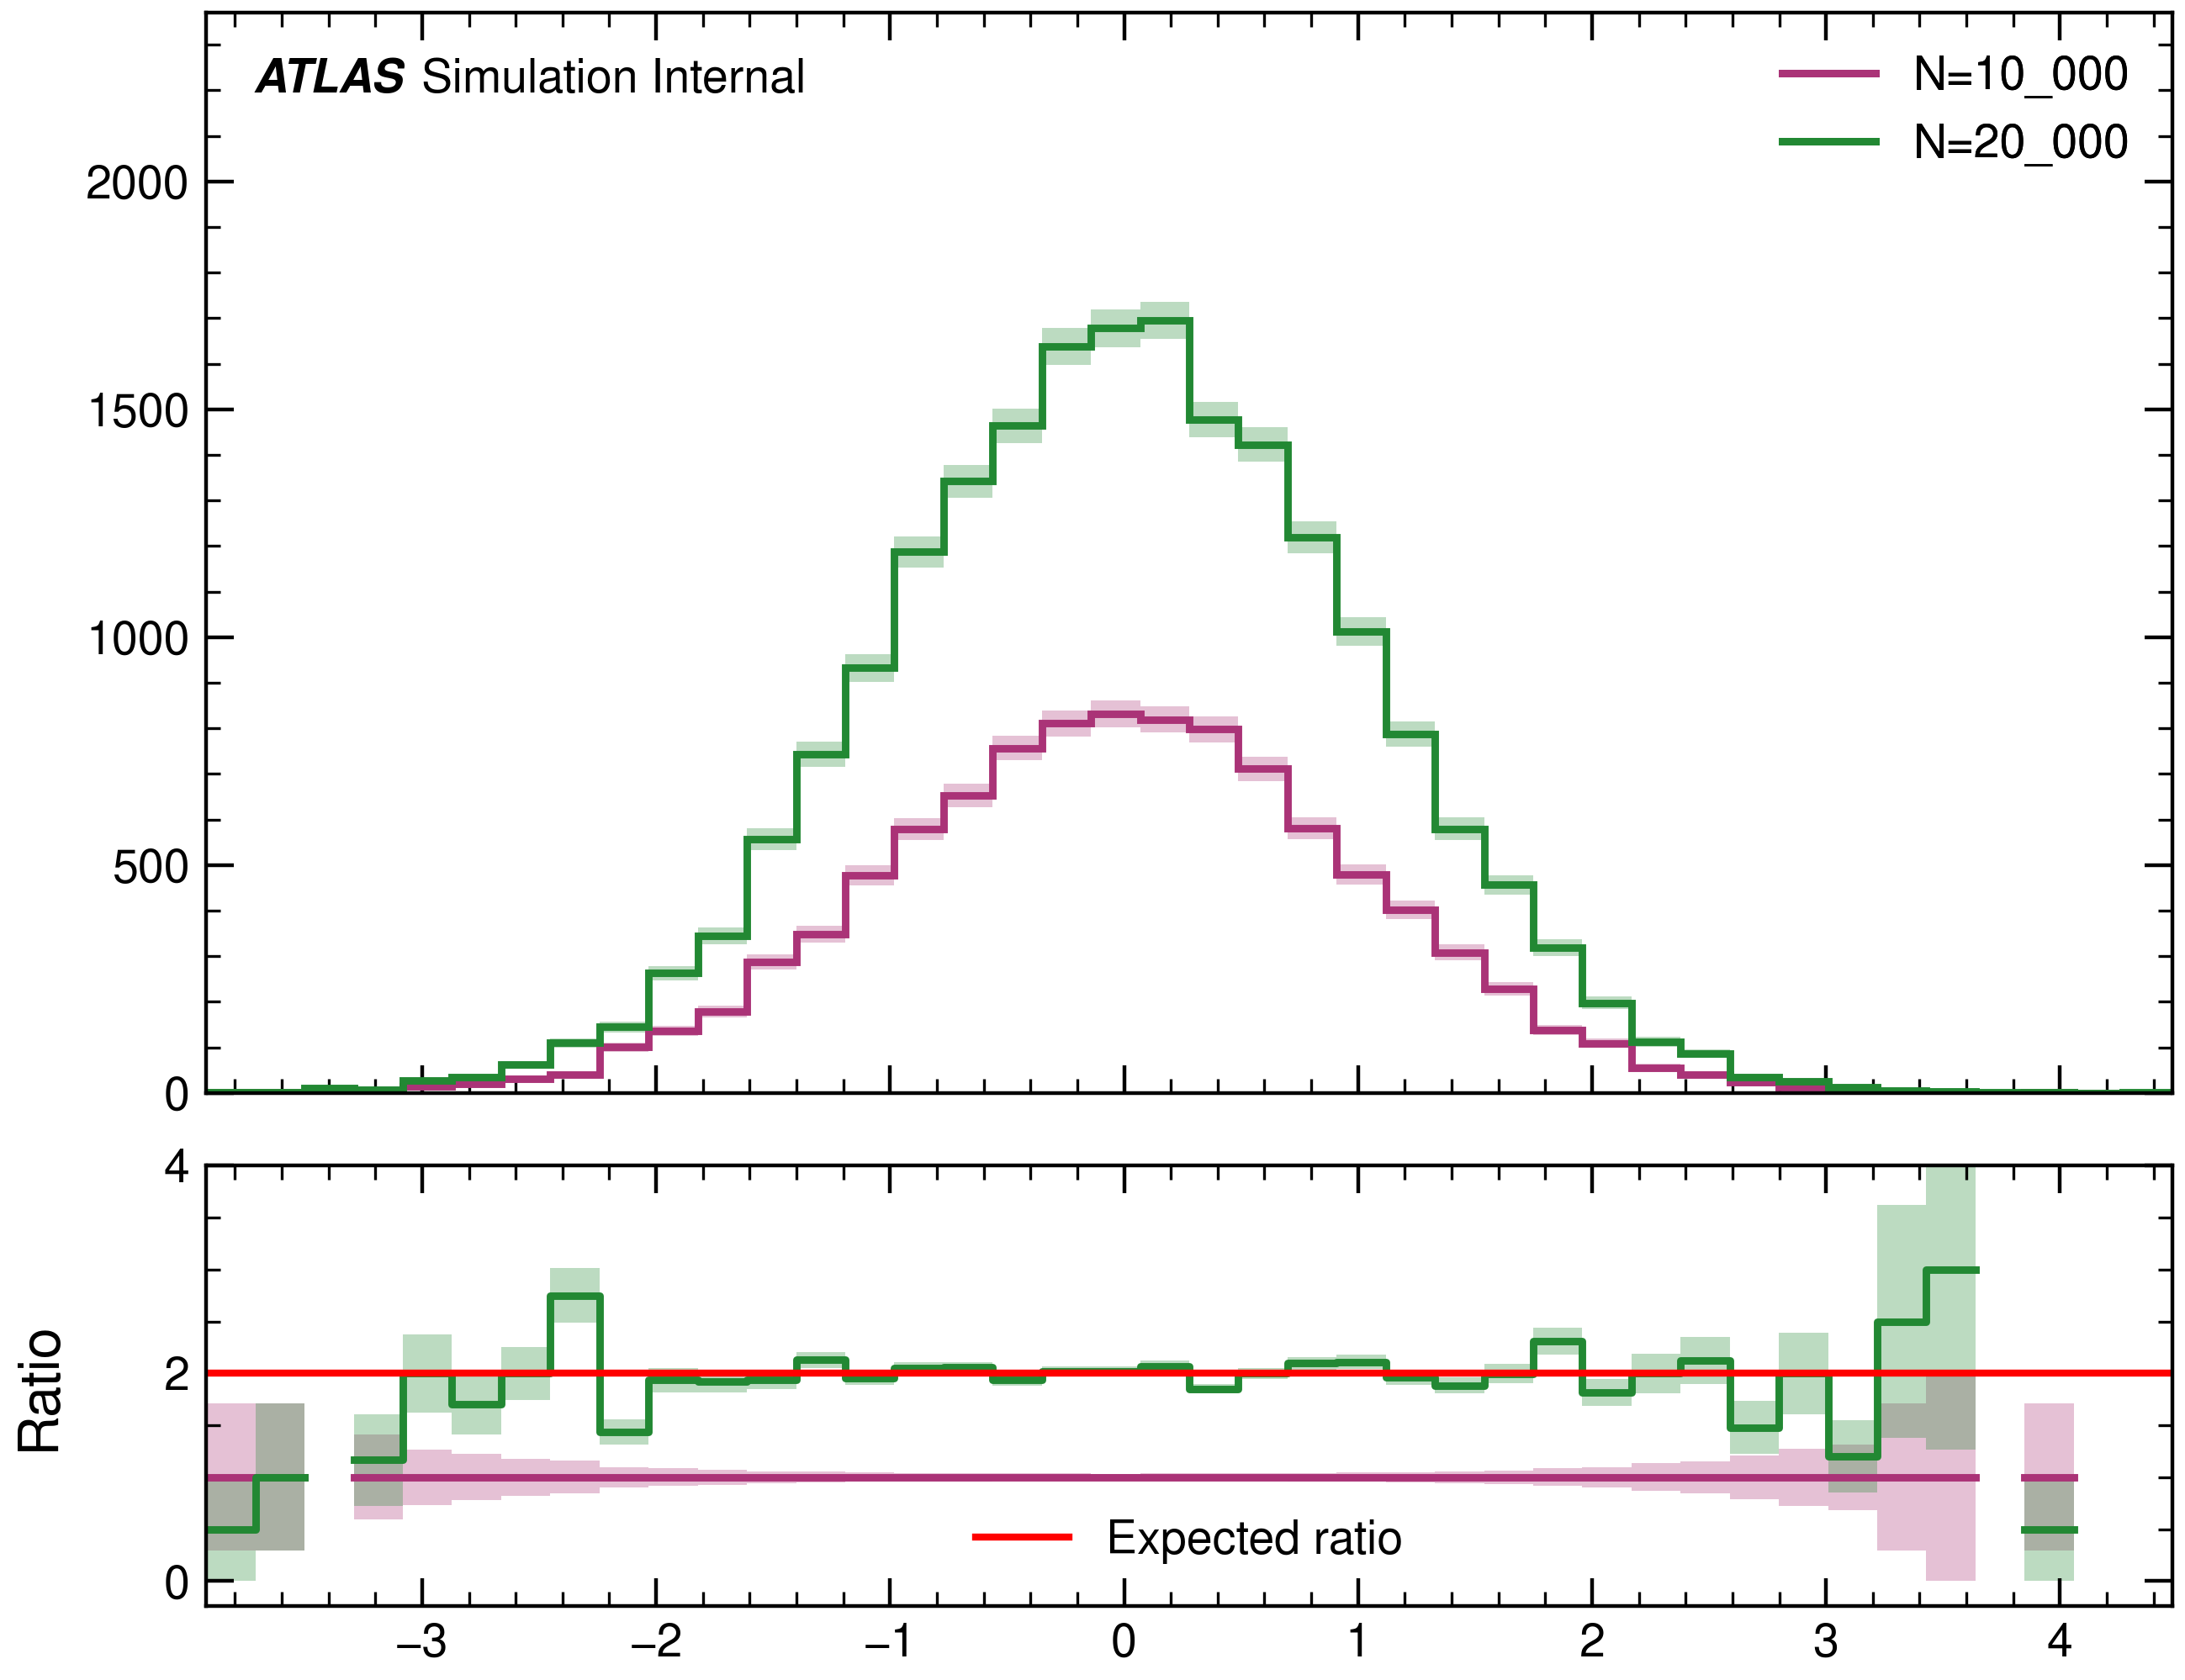 ATLAS Simulation Internal
N=10_000
N=20_000
2000
1500
1000
500
0
4
2
0
Ratio
Expected ratio
−3 −2 −1 0 1 2 3 4